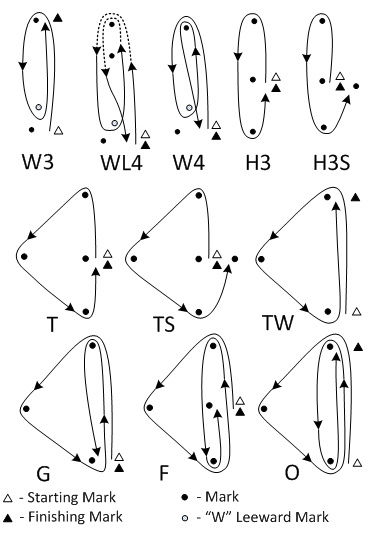 W3 WL4 W4 H3 H3S
T TS TW
G F O
- Starting Mark - Mark
- Finishing Mark - "W" Leeward Mark